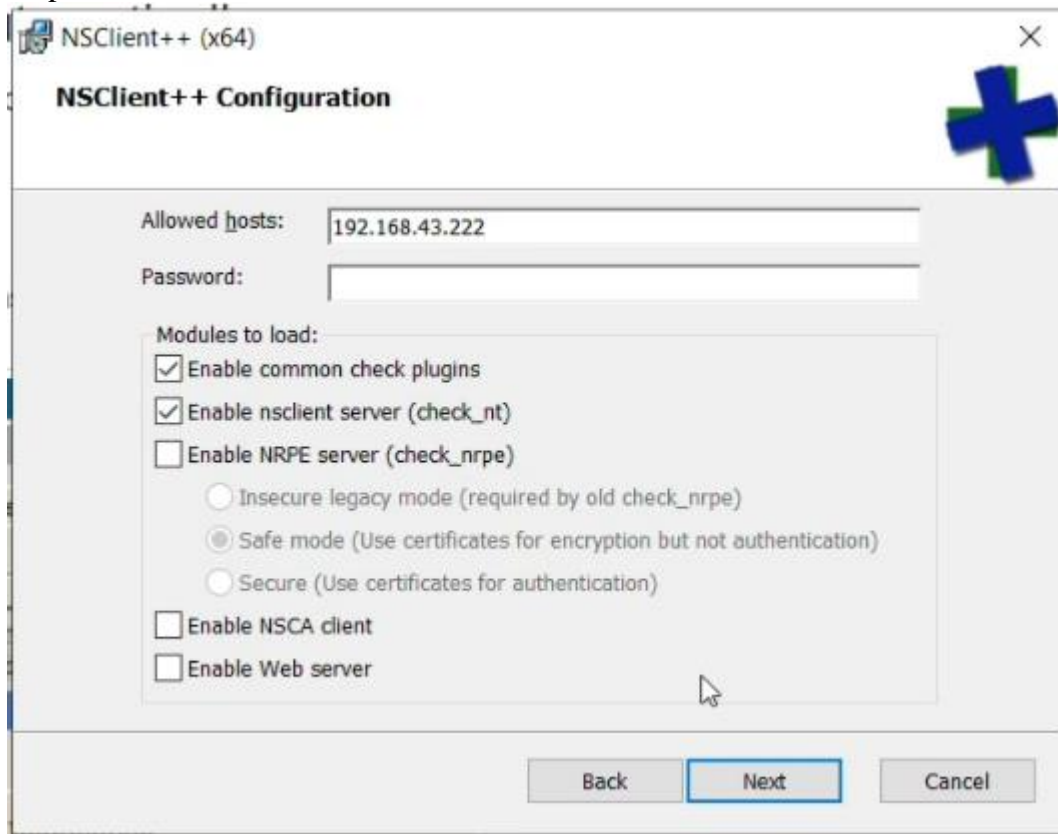 NSClient++ (x64)
NSClient++ Configuration
Allowed hosts: 192.168.43.222
Password:
Modules to load:
Enable common check plugins
Enable nsclient server (check_nt)
Enable NRPE server (check_nrpe)
Insecure legacy mode (required by old check_nrpe)
Safe mode (Use certificates for encryption but not authentication)
Secure (Use certificates for authentication)
Enable NSCA client
Enable Web server
Back Next Cancel